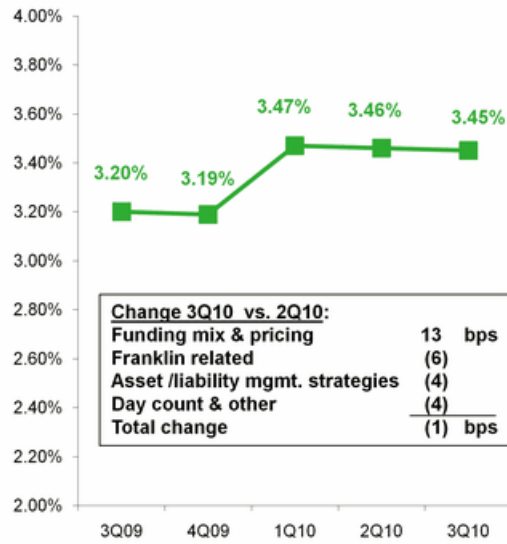 4.00%
3.80%
3.60%
3.40%
3.20%
3.00%
2.80%
2.60%
2.40%
2.20%
2.00%
3.20%
3.19%
3.47%
3.46%
3.45%
Change 3Q10 vs. 2Q10:
Funding mix & pricing 13 bps
Franklin related (6)
Asset /liability mgmt. strategies (4)
Day count & other (4)
Total change (1) bps
3Q09 4Q09 1Q10 2Q10 3Q10